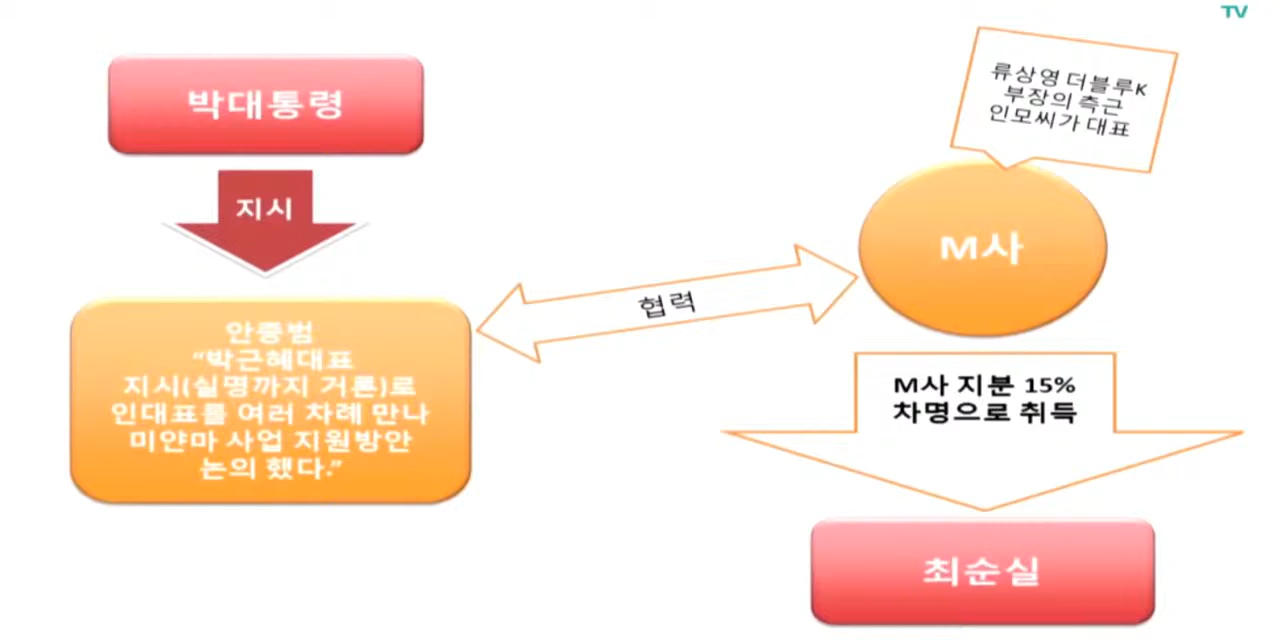 TV
박대통령
지시
안종범
“박근혜대표
지시(실명까지 거론)로
인대표를 여러 차례 만나
미얀마 사업 지원방안
논의 했다.”
협력
류상영 더블루K
부장의 측근
인모씨가 대표
M사
M사 지분 15%
차명으로 취득
최순실